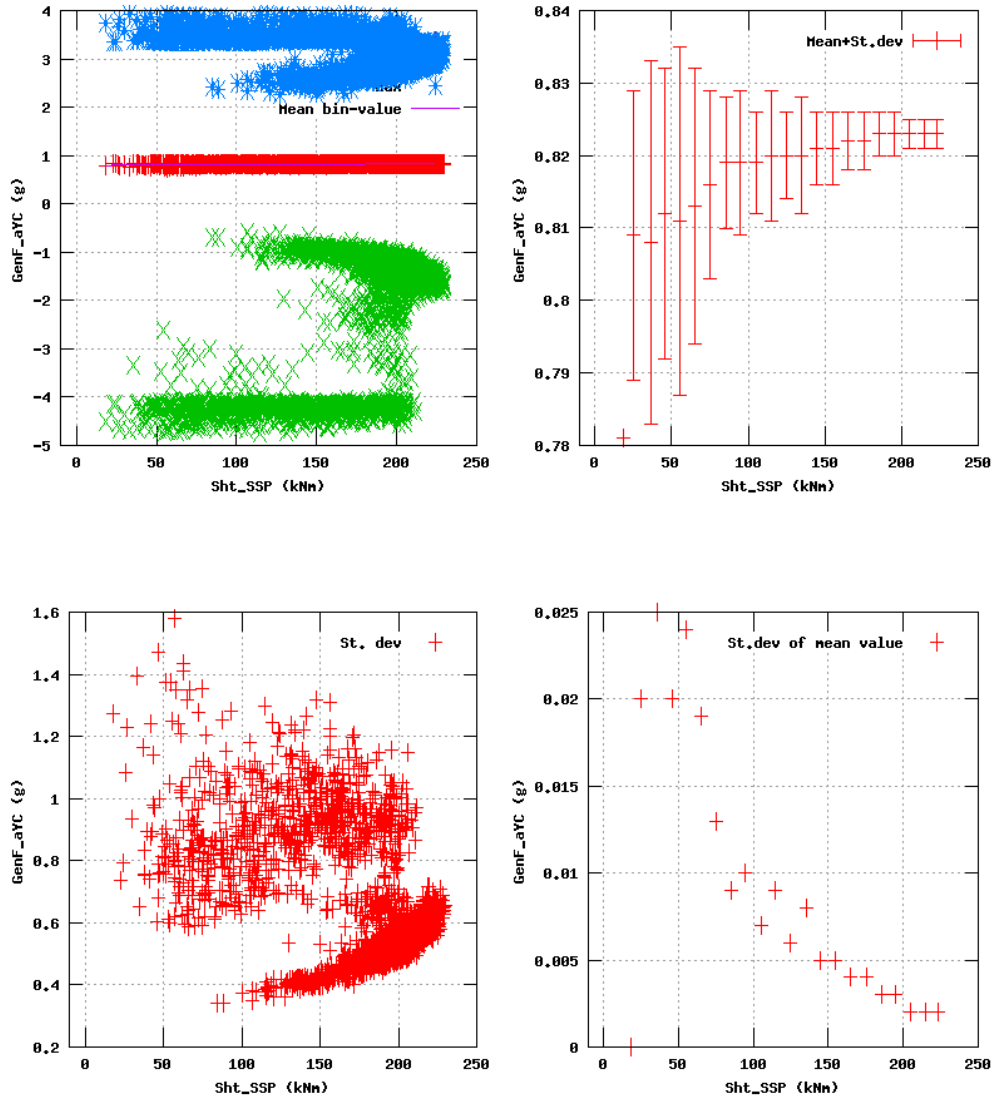 4
3
2
1
0
-1
-2
-3
-4
-5
GenF_aYC (g)
max
Mean bin-value
0 50 100 150 200 250
Sht_SSP (kNm)
0.84
0.83
0.82
0.81
0.8
0.79
0.78
GenF_aYC (g)
Mean+St.dev
0 50 100 150 200 250
Sht_SSP (kNm)
1.6
1.4
1.2
1
0.8
0.6
0.4
0.2
GenF_aYC (g)
St. dev
0 50 100 150 200 250
Sht_SSP (kNm)
0.025
0.02
0.015
0.01
0.005
0
GenF_aYC (g)
St.dev of mean value
0 50 100 150 200 250
Sht_SSP (kNm)